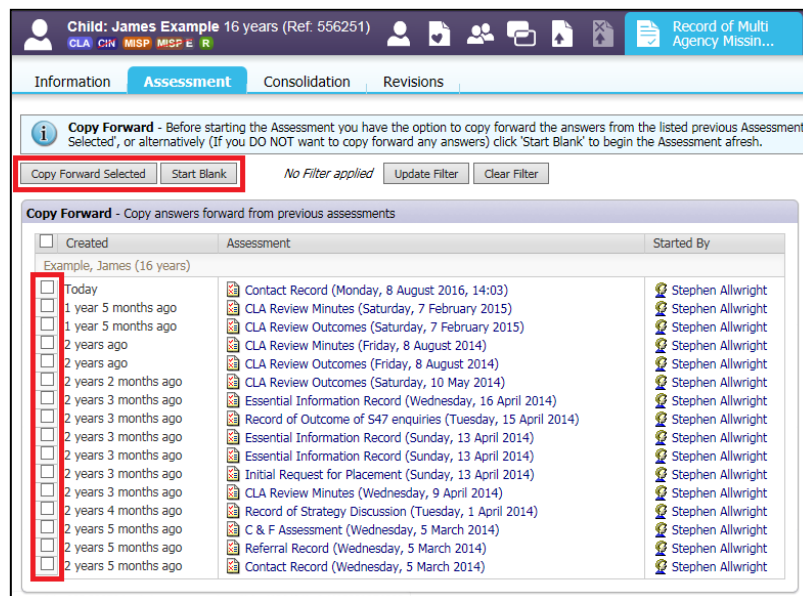 Child: James Example 16 years (Ref: 556251)
CLA CIN MISP MISP E R
Record of Multi
Agency Missin...
Information Assessment Consolidation Revisions
Copy Forward - Before starting the Assessment you have the option to copy forward the answers from the listed previous Assessment
Selected', or alternatively (If you DO NOT want to copy forward any answers) click 'Start Blank' to begin the Assessment afresh.
Copy Forward Selected Start Blank No Filter applied Update Filter Clear Filter
Copy Forward - Copy answers forward from previous assessments
Created Assessment Started By
Example, James (16 years)
Today Contact Record (Monday, 8 August 2016, 14:03) Stephen Allwright
1 year 5 months ago CLA Review Minutes (Saturday, 7 February 2015) Stephen Allwright
1 year 5 months ago CLA Review Outcomes (Saturday, 7 February 2015) Stephen Allwright
2 years ago CLA Review Minutes (Friday, 8 August 2014) Stephen Allwright
2 years ago CLA Review Outcomes (Friday, 8 August 2014) Stephen Allwright
2 years 2 months ago CLA Review Outcomes (Saturday, 10 May 2014) Stephen Allwright
2 years 3 months ago Essential Information Record (Wednesday, 16 April 2014) Stephen Allwright
2 years 3 months ago Record of Outcome of S47 enquiries (Tuesday, 15 April 2014) Stephen Allwright
2 years 3 months ago Essential Information Record (Sunday, 13 April 2014) Stephen Allwright
2 years 3 months ago Essential Information Record (Sunday, 13 April 2014) Stephen Allwright
2 years 3 months ago Initial Request for Placement (Sunday, 13 April 2014) Stephen Allwright
2 years 3 months ago CLA Review Minutes (Wednesday, 9 April 2014) Stephen Allwright
2 years 4 months ago Record of Strategy Discussion (Tuesday, 1 April 2014) Stephen Allwright
2 years 5 months ago C & F Assessment (Wednesday, 5 March 2014) Stephen Allwright
2 years 5 months ago Referral Record (Wednesday, 5 March 2014) Stephen Allwright
2 years 5 months ago Contact Record (Wednesday, 5 March 2014) Stephen Allwright